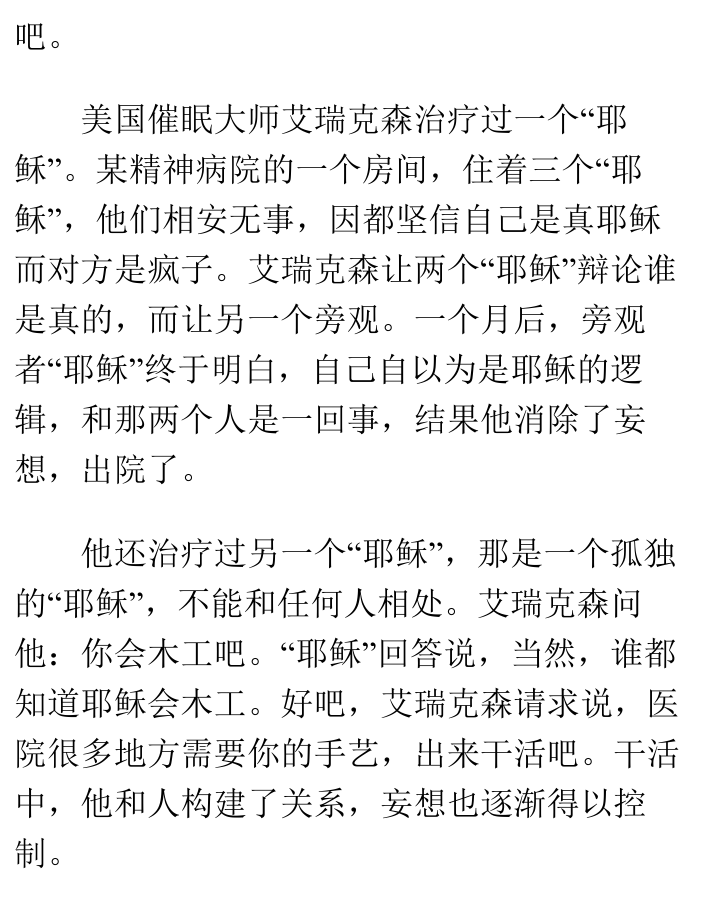 吧。
美国催眠大师艾瑞克森治疗过一个“耶
稣”。某精神病院的一个房间，住着三个“耶
稣”，他们相安无事，因都坚信自己是真耶稣
而对方是疯子。艾瑞克森让两个“耶稣”辩论谁
是真的，而让另一个旁观。一个月后，旁观
者“耶稣”终于明白，自己自以为是耶稣的逻
辑，和那两个人是一回事，结果他消除了妄
想，出院了。
他还治疗过另一个“耶稣”，那是一个孤独
的“耶稣”，不能和任何人相处。艾瑞克森问
他：你会木工吧。“耶稣”回答说，当然，谁都
知道耶稣会木工。好吧，艾瑞克森请求说，医
院很多地方需要你的手艺，出来干活吧。干活
中，他和人构建了关系，妄想也逐渐得以控
制。